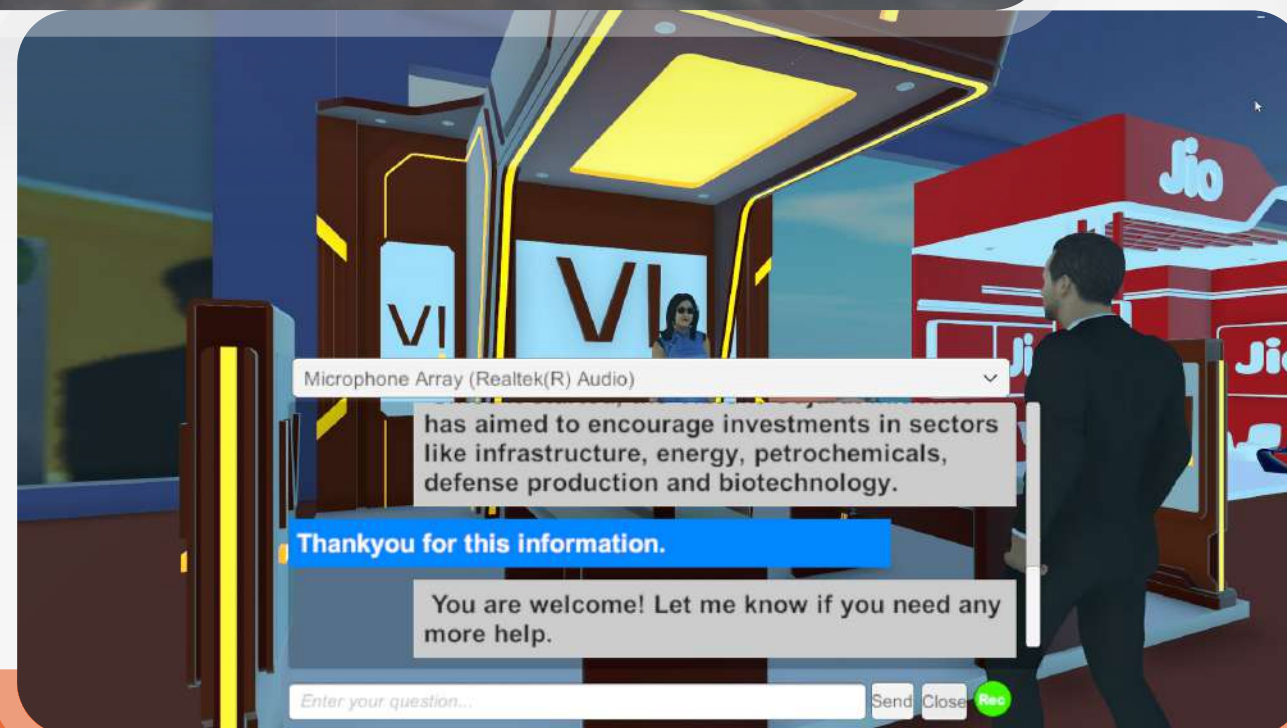 Jio
VI
VI
Microphone Array (Realtek(R) Audio)
Ji
Jio
has aimed to encourage investments in sectors
like infrastructure, energy, petrochemicals,
defense production and biotechnology.
Thankyou for this information.
You are welcome! Let me know if you need any
more help.
Enter your question...
Send
Close
Rec